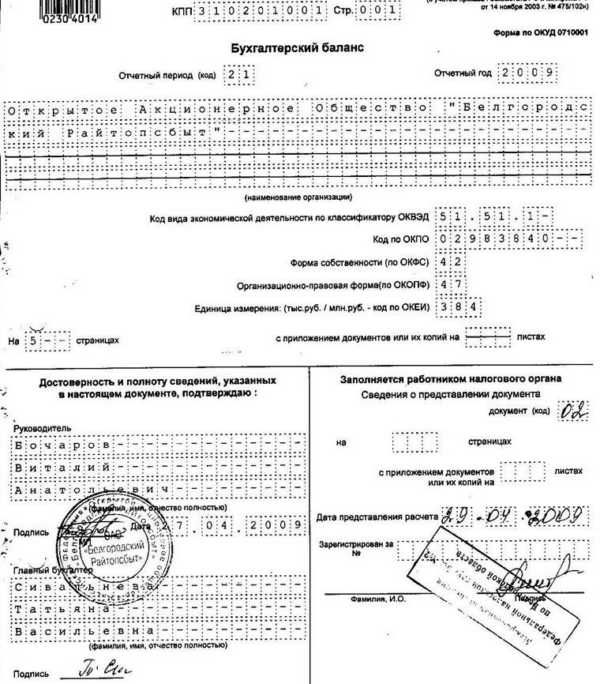 02304014
КПП 310201001 Стр. 001
от 14 ноября 2003 г. № 475/102н)
Форма по ОКУД 0710001
Бухгалтерский баланс
Отчетный период (код) 21
Отчетный год 2009
Открытое Акционерное Общество "Белгородс
кий Райтопсбыт"
(наименование организации)
Код вида экономической деятельности по классификатору ОКВЭД 51.51.1-
Код по ОКПО 02983840--
Форма собственности (по ОКФС) 42
Организационно-правовая форма(по ОКОПФ) 47
Единица измерения: (тыс.руб. / млн.руб. - код по ОКЕИ) 384
На 5-- страницах
с приложением документов или их копий на листах
Достоверность и полноту сведений, указанных
в настоящем документе, подтверждаю :
Руководитель
Бочаров
Виталий
Анатольевич
(фамилия, имя, отчество полностью)
Подпись Дата 7.04.2009
ОАО
«Белгородский
Райтопсбыт»
Главный бухгалтер
Сивальнева
Татьяна
Васильевна
(фамилия, имя, отчество полностью)
Подпись
Заполняется работником налогового органа
Сведения о представлении документа
документ (код) 02
на страницах
с приложением документов
или их копий на листах
Дата представления расчета 29.04.2009
Зарегистрирован за
№
Фамилия, И.О.
Подпись